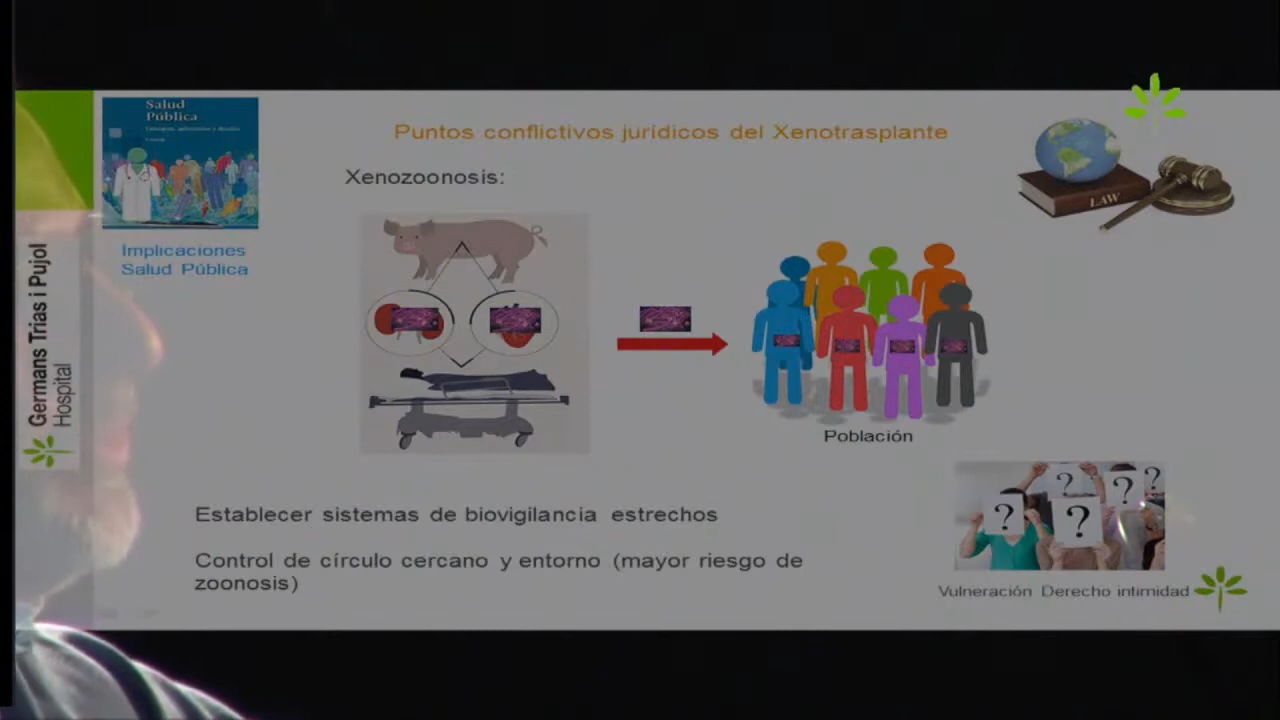 Salud
Pública
Puntos conflictivos jurídicos del Xenotrasplante
Xenozoonosis:
LAW
Implicaciones
Salud Pública
Germans Trias i Pujol
Hospital
Población
Establecer sistemas de biovigilancia estrechos
Control de círculo cercano y entorno (mayor riesgo de
zoonosis)
? ? ? ? ?
Vulneración Derecho intimidad